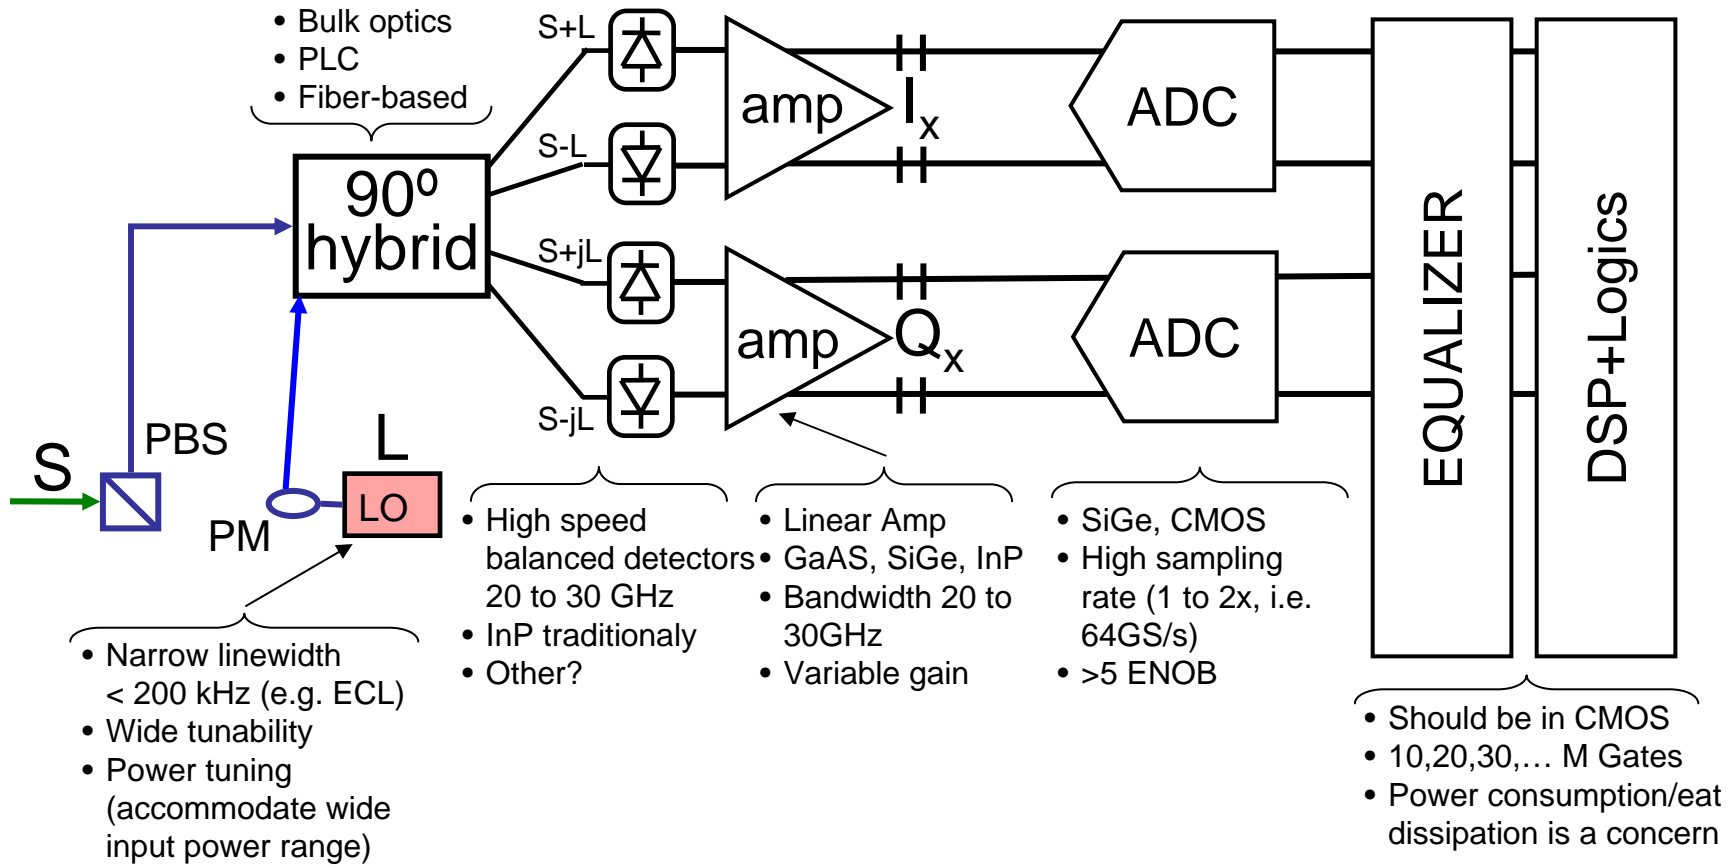 • Bulk optics
• PLC
• Fiber-based
90º
hybrid
S+L
S-L
S+jL
S-jL
amp
I x
ADC
amp
Q x
ADC
EQUALIZER
DSP+Logics
S
PBS
PM
L
LO
• Narrow linewidth
< 200 kHz (e.g. ECL)
• Wide tunability
• Power tuning
(accommodate wide
input power range)
• High speed
balanced detectors
20 to 30 GHz
• InP traditionaly
• Other?
• Linear Amp
• GaAS, SiGe, InP
• Bandwidth 20 to
30GHz
• Variable gain
• SiGe, CMOS
• High sampling
rate (1 to 2x, i.e.
64GS/s)
• >5 ENOB
• Should be in CMOS
• 10,20,30,… M Gates
• Power consumption/eat
dissipation is a concern